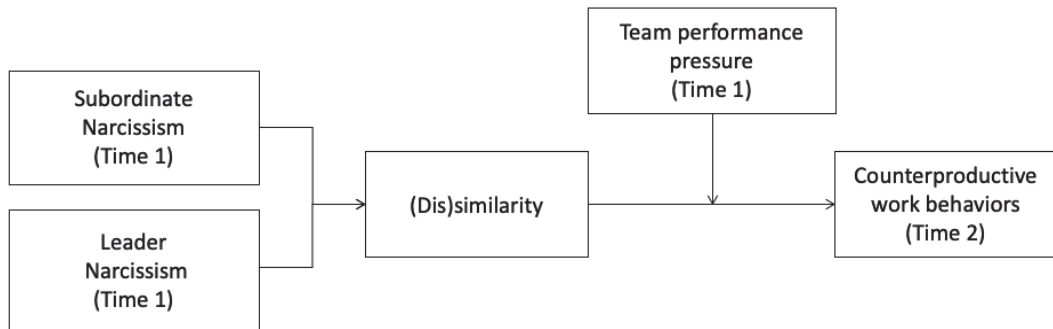 Team performance
pressure
(Time 1)
Subordinate
Narcissism
(Time 1)
(Dis)similarity
Counterproductive
work behaviors
(Time 2)
Leader
Narcissism
(Time 1)